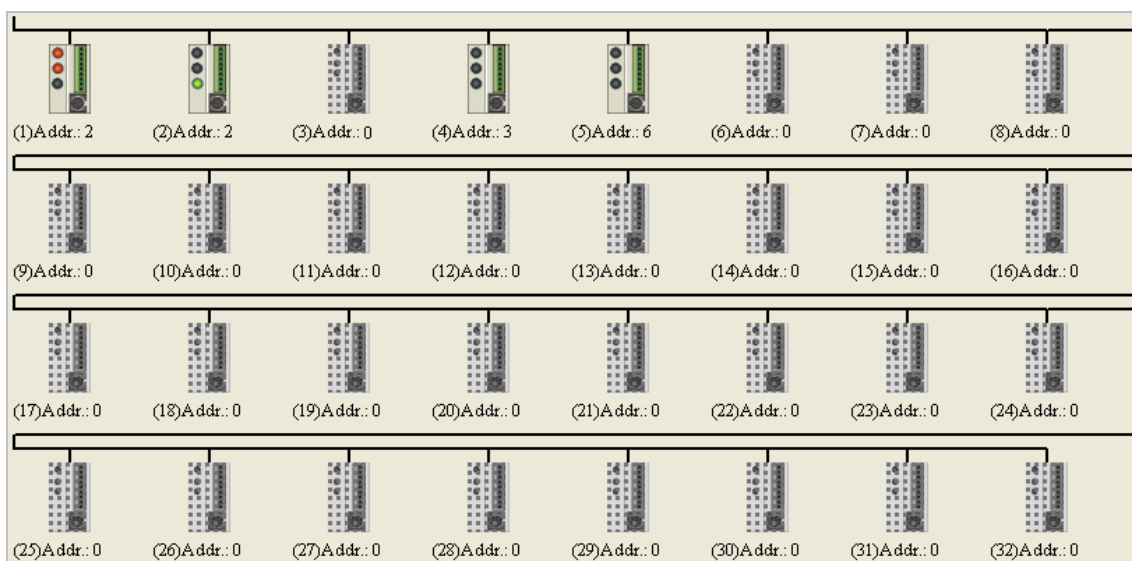 (1)Addr.: 2 (2)Addr.: 2 (3)Addr.: 0 (4)Addr.: 3 (5)Addr.: 6 (6)Addr.: 0 (7)Addr.: 0 (8)Addr.: 0
(9)Addr.: 0 (10)Addr.: 0 (11)Addr.: 0 (12)Addr.: 0 (13)Addr.: 0 (14)Addr.: 0 (15)Addr.: 0 (16)Addr.: 0
(17)Addr.: 0 (18)Addr.: 0 (19)Addr.: 0 (20)Addr.: 0 (21)Addr.: 0 (22)Addr.: 0 (23)Addr.: 0 (24)Addr.: 0
(25)Addr.: 0 (26)Addr.: 0 (27)Addr.: 0 (28)Addr.: 0 (29)Addr.: 0 (30)Addr.: 0 (31)Addr.: 0 (32)Addr.: 0